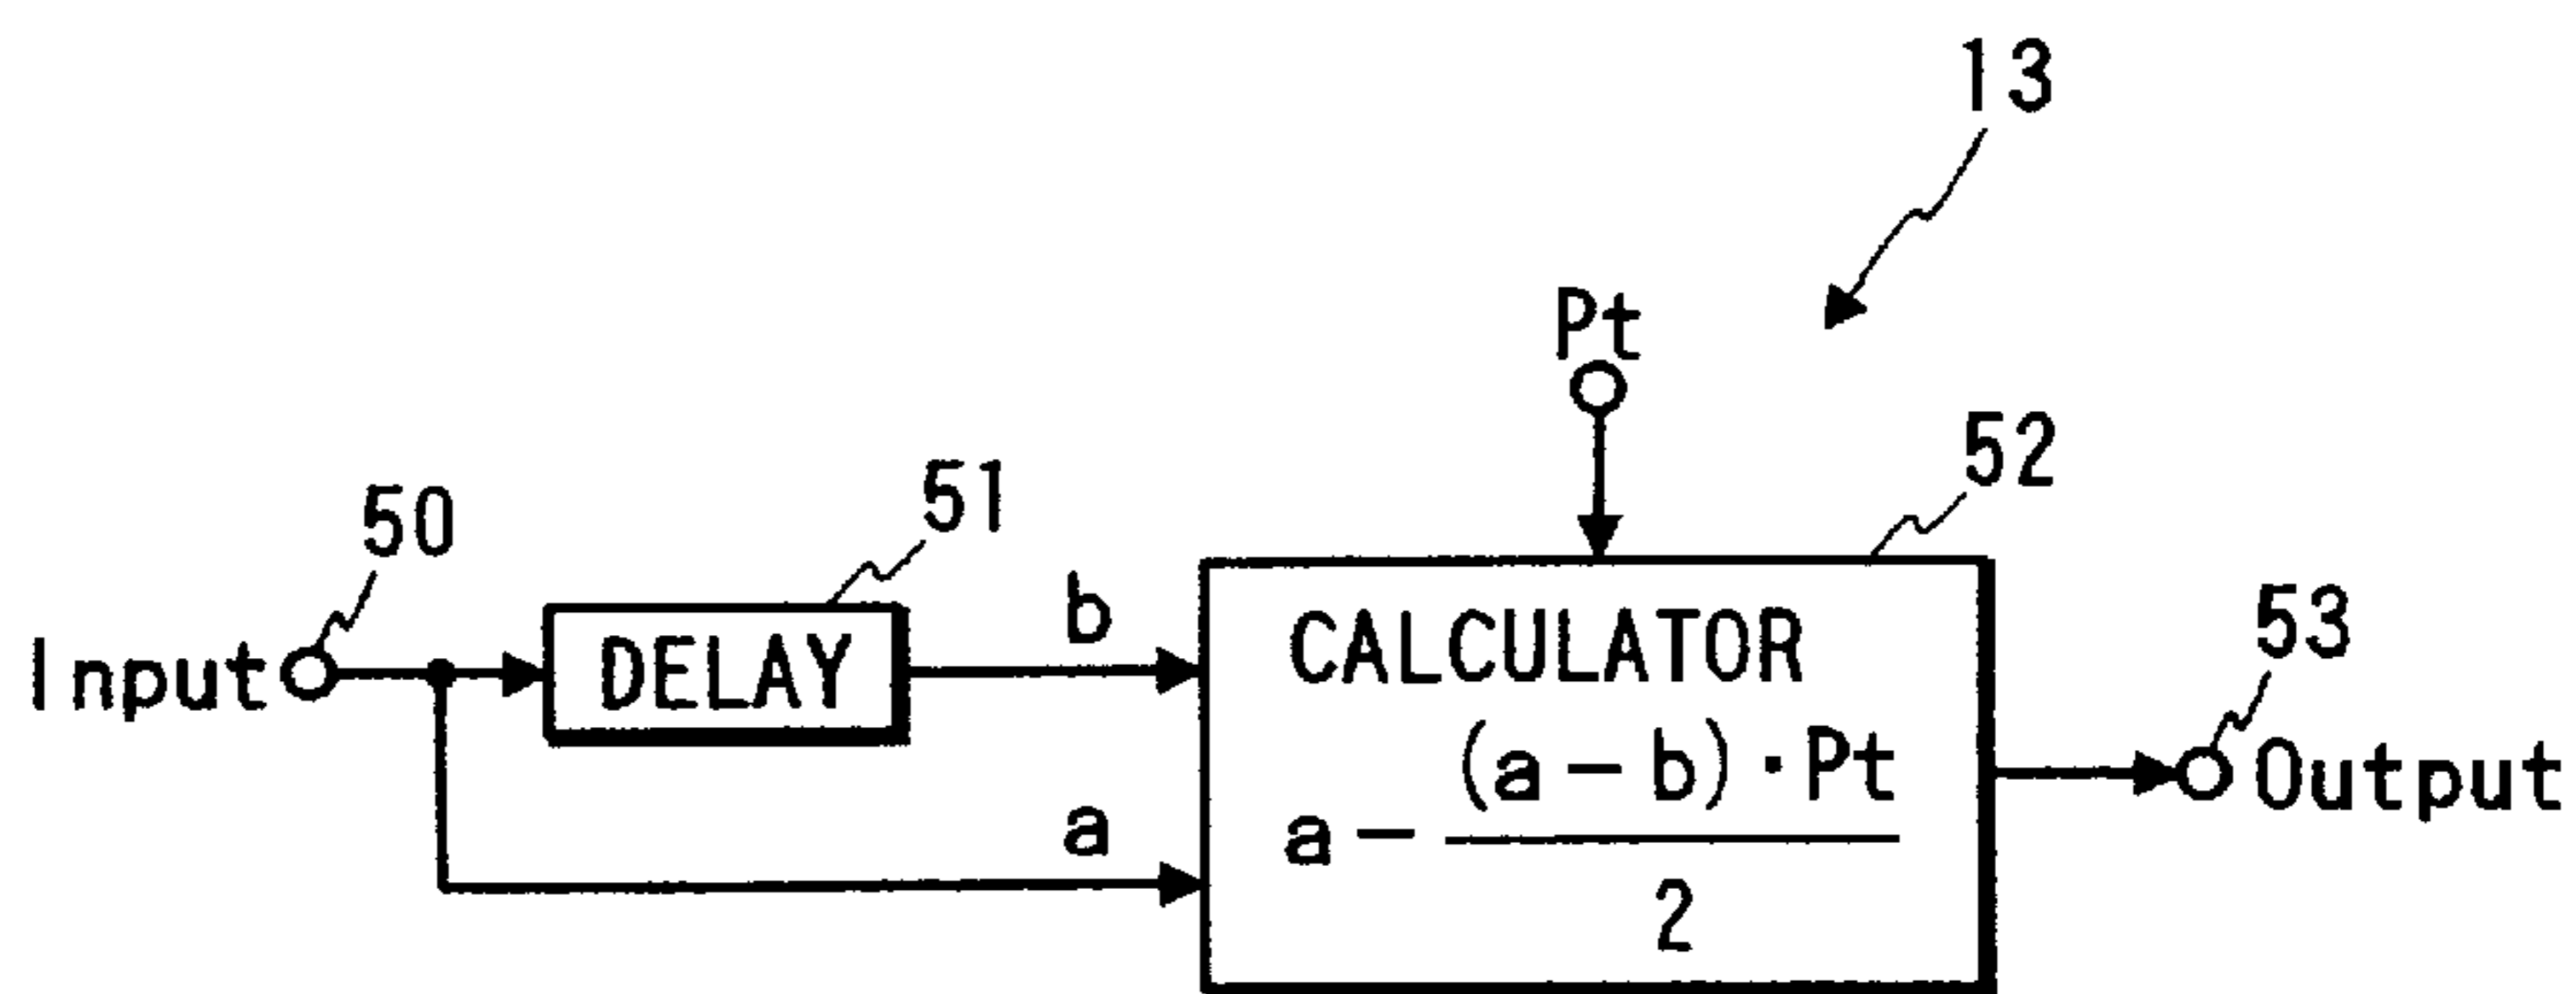 13
Pt
52
51
50
53
Input
DELAY
b
a
CALCULATOR
a - (a - b) · Pt / 2
Output